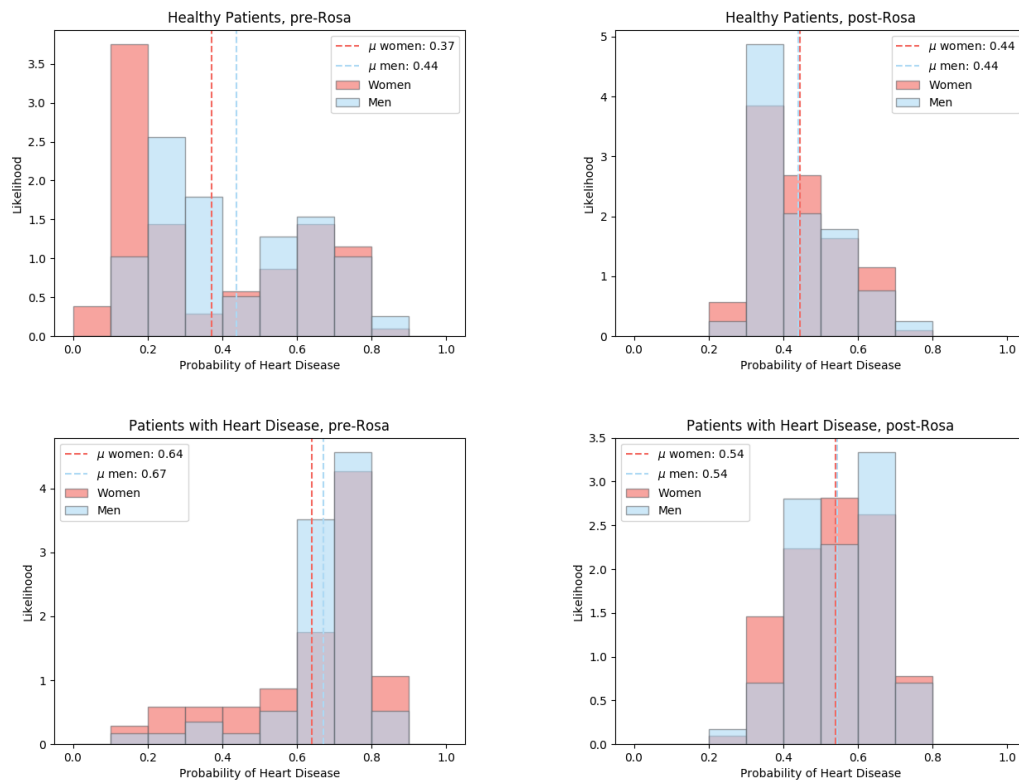 Healthy Patients, pre-Rosa
μ women: 0.37
μ men: 0.44
Women
Men
Likelihood
3.5
3.0
2.5
2.0
1.5
1.0
0.5
0.0
0.0 0.2 0.4 0.6 0.8 1.0
Probability of Heart Disease
Healthy Patients, post-Rosa
μ women: 0.44
μ men: 0.44
Women
Men
Likelihood
5
4
3
2
1
0
0.0 0.2 0.4 0.6 0.8 1.0
Probability of Heart Disease
Patients with Heart Disease, pre-Rosa
μ women: 0.64
μ men: 0.67
Women
Men
Likelihood
4
3
2
1
0
0.0 0.2 0.4 0.6 0.8 1.0
Probability of Heart Disease
Patients with Heart Disease, post-Rosa
μ women: 0.54
μ men: 0.54
Women
Men
Likelihood
3.5
3.0
2.5
2.0
1.5
1.0
0.5
0.0
0.0 0.2 0.4 0.6 0.8 1.0
Probability of Heart Disease